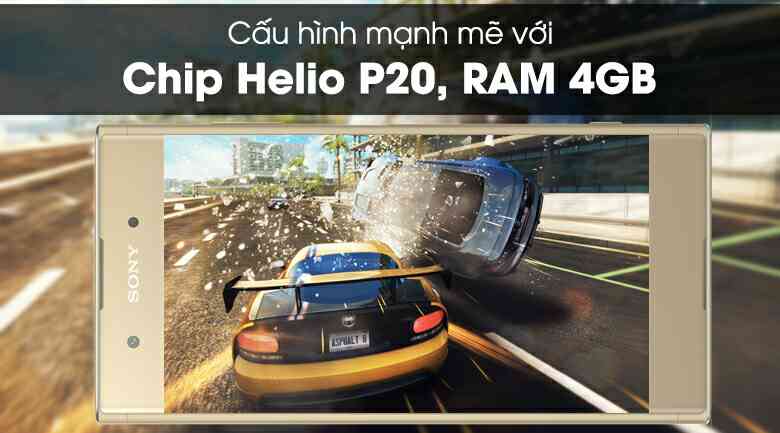 Cấu hình mạnh mẽ với
Chip Helio P20, RAM 4GB
SONY
ASPHALT 8